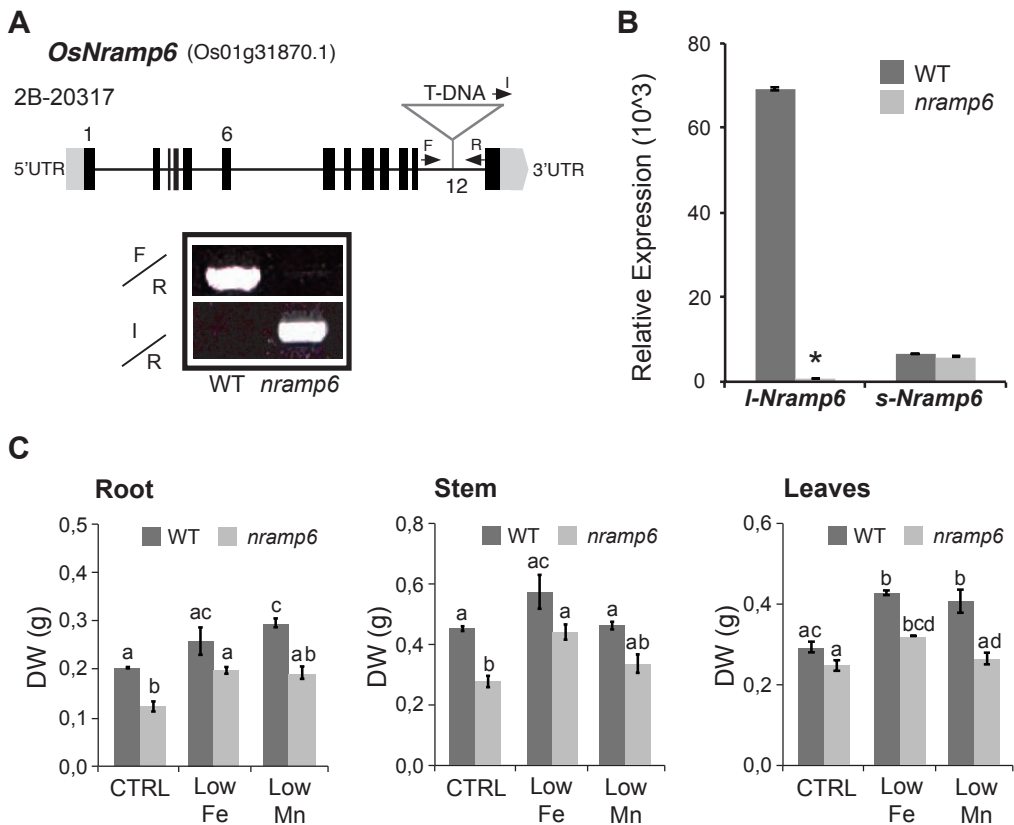 A
OsNramp6 (Os01g31870.1)
2B-20317
T-DNA I
1 6 F R
5'UTR 12 3'UTR
F
R
I
R
WT nramp6
B
Relative Expression (10^3)
80
60
40
20
0
WT
nramp6
*
l-Nramp6 s-Nramp6
C
Root
DW (g)
0,5
0,4
0,3
0,2
0,1
0,0
WT nramp6
a b ac a c ab
CTRL Low Fe Low Mn
Stem
DW (g)
0,8
0,6
0,4
0,2
0,0
WT nramp6
a b ac a a ab
CTRL Low Fe Low Mn
Leaves
DW (g)
0,6
0,4
0,2
0,0
WT nramp6
ac a b bcd b ad
CTRL Low Fe Low Mn